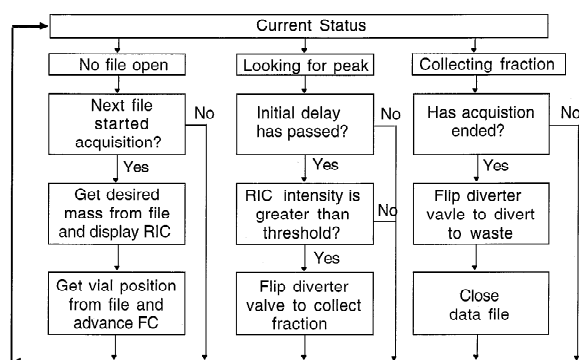 Current Status
No file open
Looking for peak
Collecting fraction
Next file
started
acquisition?
No
Initial delay
has passed?
No
Has acquistion
ended?
No
Yes
Yes
Yes
Get desired
mass from file
and display RIC
RIC intensity is
greater than
threshold?
No
Flip diverter
vavle to divert
to waste
Yes
Get vial position
from file and
advance FC
Flip diverter
valve to collect
fraction
Close
data file